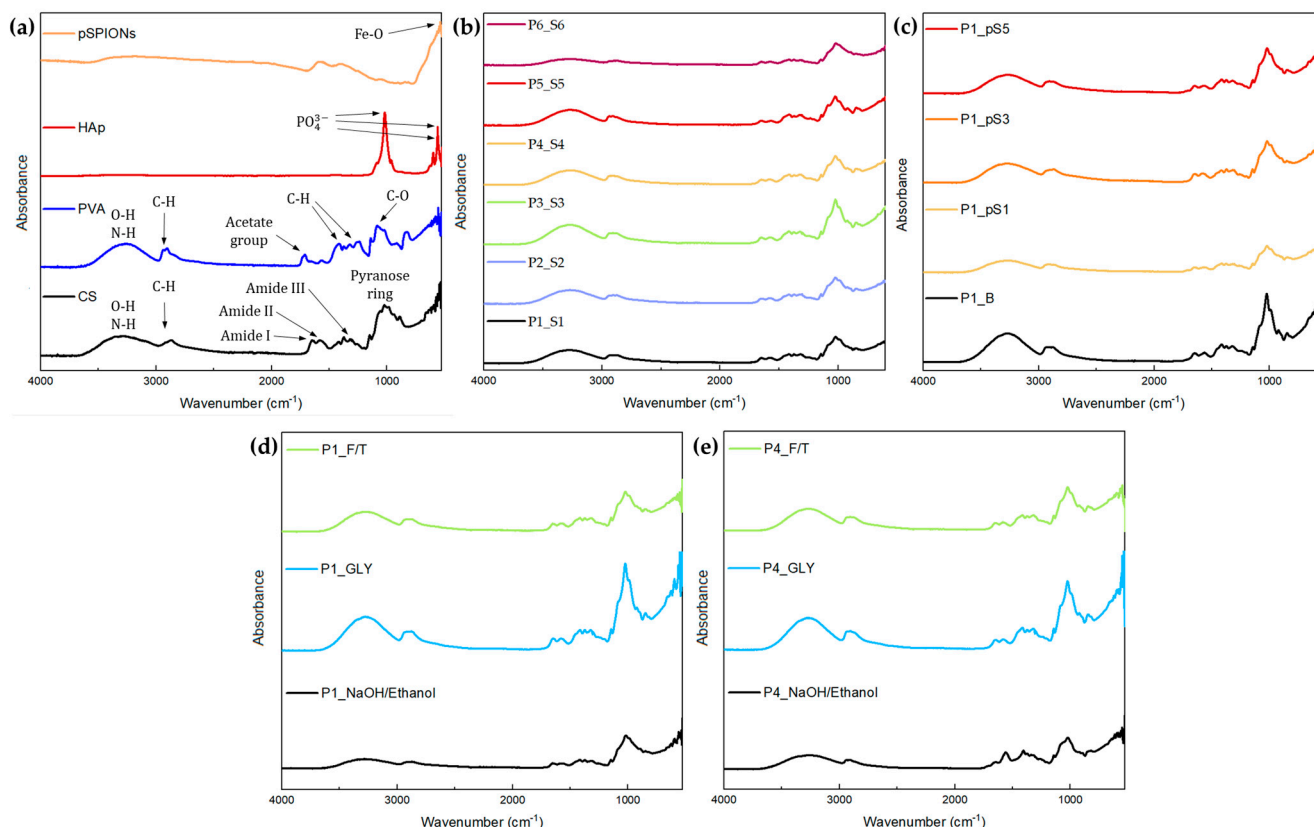 (a)
pSPIONs
Fe-O
HAp
PO₄³⁻
PVA
O-H
N-H
C-H
Acetate
group
C-H
C-O
CS
O-H
N-H
C-H
Amide I
Amide II
Amide III
Pyranose
ring
Absorbance
4000 3000 2000 1000
Wavenumber (cm⁻¹)
(b)
P6_S6
P5_S5
P4_S4
P3_S3
P2_S2
P1_S1
Absorbance
4000 3000 2000 1000
Wavenumber (cm⁻¹)
(c)
P1_pS5
P1_pS3
P1_pS1
P1_B
Absorbance
4000 3000 2000 1000
Wavenumber (cm⁻¹)
(d)
P1_F/T
P1_GLY
P1_NaOH/Ethanol
Absorbance
4000 3000 2000 1000
Wavenumber (cm⁻¹)
(e)
P4_F/T
P4_GLY
P4_NaOH/Ethanol
Absorbance
4000 3000 2000 1000
Wavenumber (cm⁻¹)